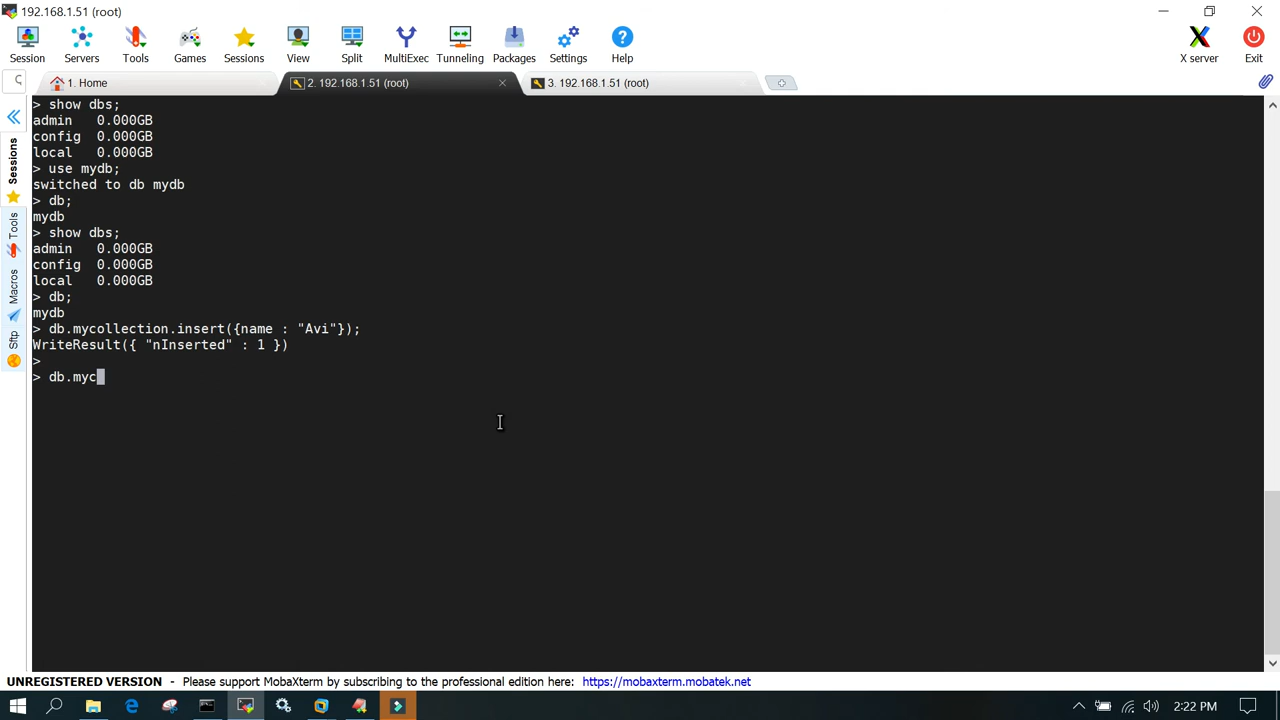 192.168.1.51 (root)
Session
Servers
Tools
Games
Sessions
View
Split
MultiExec
Tunneling
Packages
Settings
Help
X server
Exit
1. Home
2. 192.168.1.51 (root)
3. 192.168.1.51 (root)
Sessions
Tools
Macros
Sftp
> show dbs;
admin 0.000GB
config 0.000GB
local 0.000GB
> use mydb;
switched to db mydb
> db;
mydb
> show dbs;
admin 0.000GB
config 0.000GB
local 0.000GB
> db;
mydb
> db.mycollection.insert({name : "Avi"});
WriteResult({ "nInserted" : 1 })
>
> db.myc
UNREGISTERED VERSION - Please support MobaXterm by subscribing to the professional edition here: https://mobaxterm.mobatek.net
2:22 PM